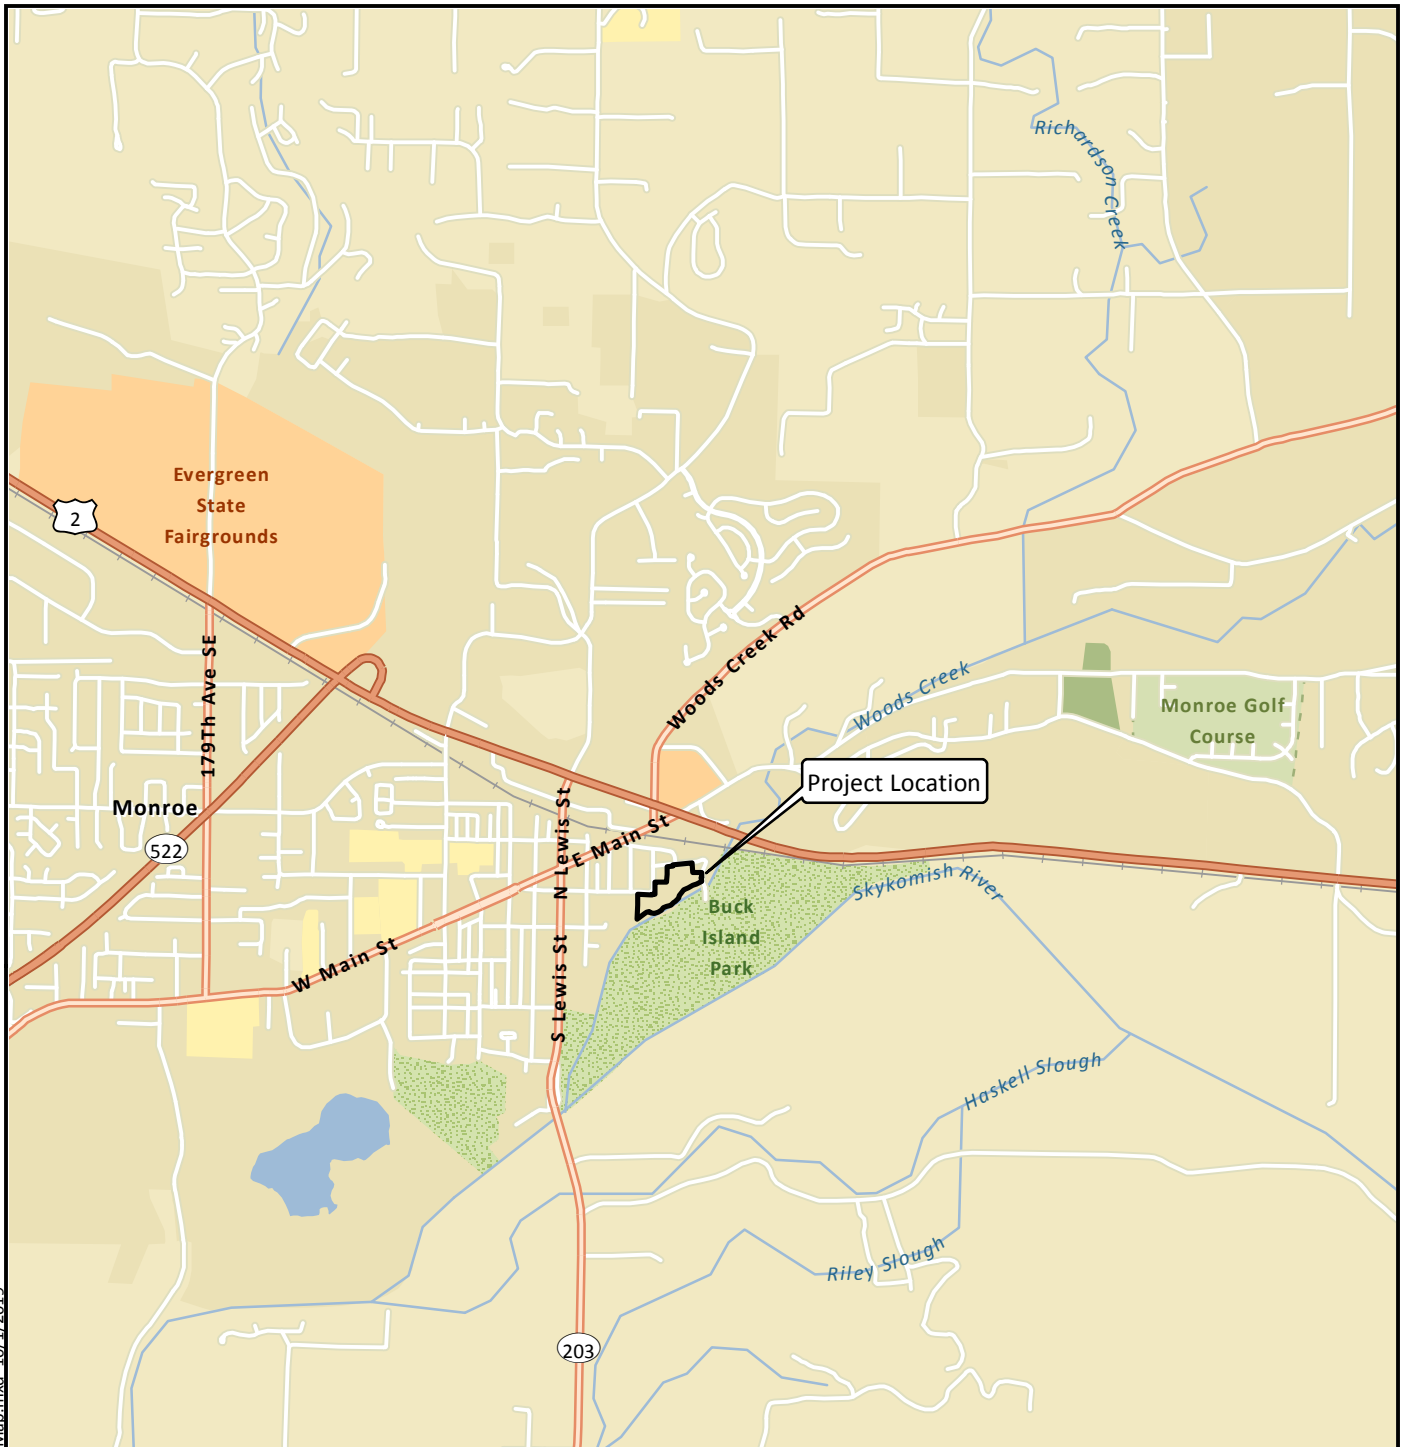 Richardson Creek
Evergreen
State
Fairgrounds
2
179Th Ave SE
Woods Creek Rd
Woods Creek
Monroe Golf
Course
Project Location
Monroe
522
N Lewis St
E Main St
Skykomish River
Buck
Island
Park
W Main St
S Lewis St
Haskell Slough
Riley Slough
203